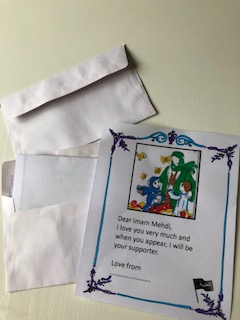 Dear Imam Mehdi,
I love you very much and
when you appear, I will be
your supporter.
Love from
.....................